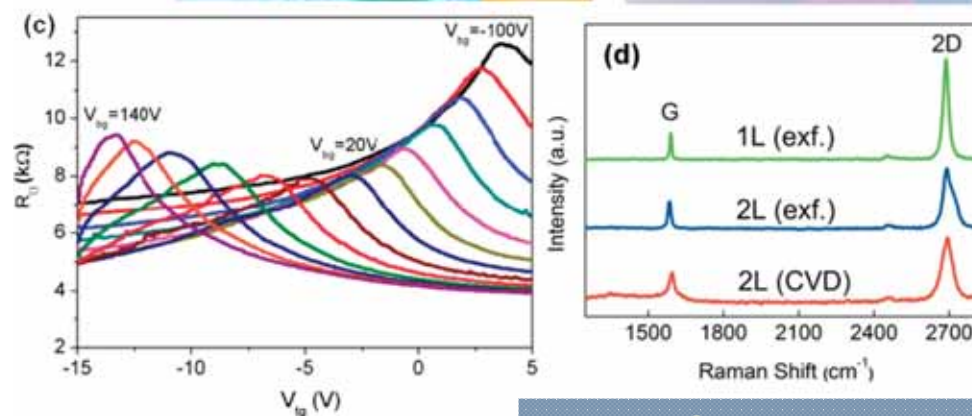 (c)
V_bg=-100V
V_bg=140V
V_bg=20V
12
10
8
6
4
2
R_□ (kΩ)
-15
-10
-5
0
5
V_tg (V)
(d)
2D
G
1L (exf.)
2L (exf.)
2L (CVD)
Intensity (a.u.)
1500
1800
2100
2400
2700
Raman Shift (cm⁻¹)